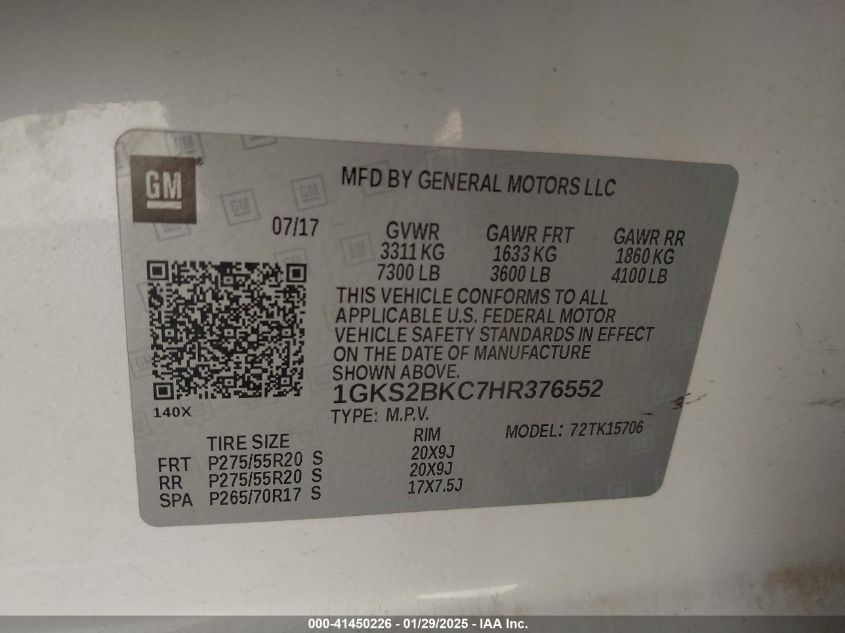 GM
MFD BY GENERAL MOTORS LLC
07/17
GVWR GAWR FRT GAWR RR
3311 KG 1633 KG 1860 KG
7300 LB 3600 LB 4100 LB
THIS VEHICLE CONFORMS TO ALL
APPLICABLE U.S. FEDERAL MOTOR
VEHICLE SAFETY STANDARDS IN EFFECT
ON THE DATE OF MANUFACTURE
SHOWN ABOVE.
1GKS2BKC7HR376552
140X
TYPE: M.P.V.
MODEL: 72TK15706
TIRE SIZE RIM
FRT P275/55R20 S 20X9J
RR P275/55R20 S 20X9J
SPA P265/70R17 S 17X7.5J
000-41450226 - 01/29/2025 - IAA Inc.